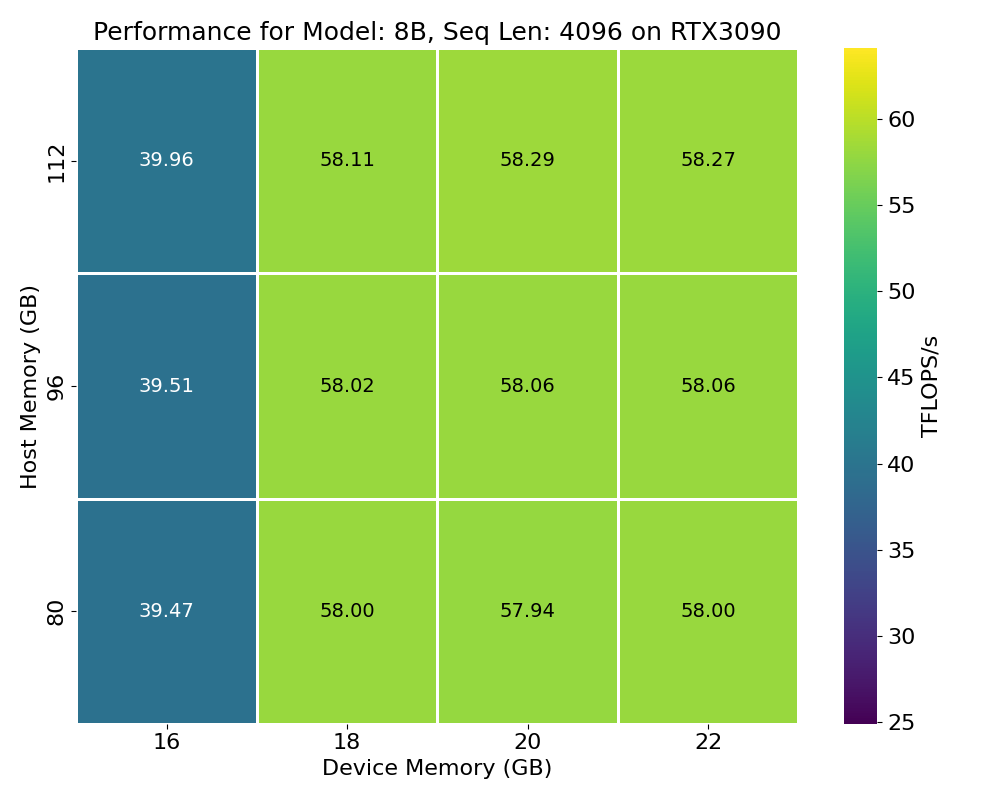 Performance for Model: 8B, Seq Len: 4096 on RTX3090
Host Memory (GB)
112
39.96 58.11 58.29 58.27
96
39.51 58.02 58.06 58.06
80
39.47 58.00 57.94 58.00
16 18 20 22
Device Memory (GB)
60
55
50
45
40
35
30
25
TFLOPS/s